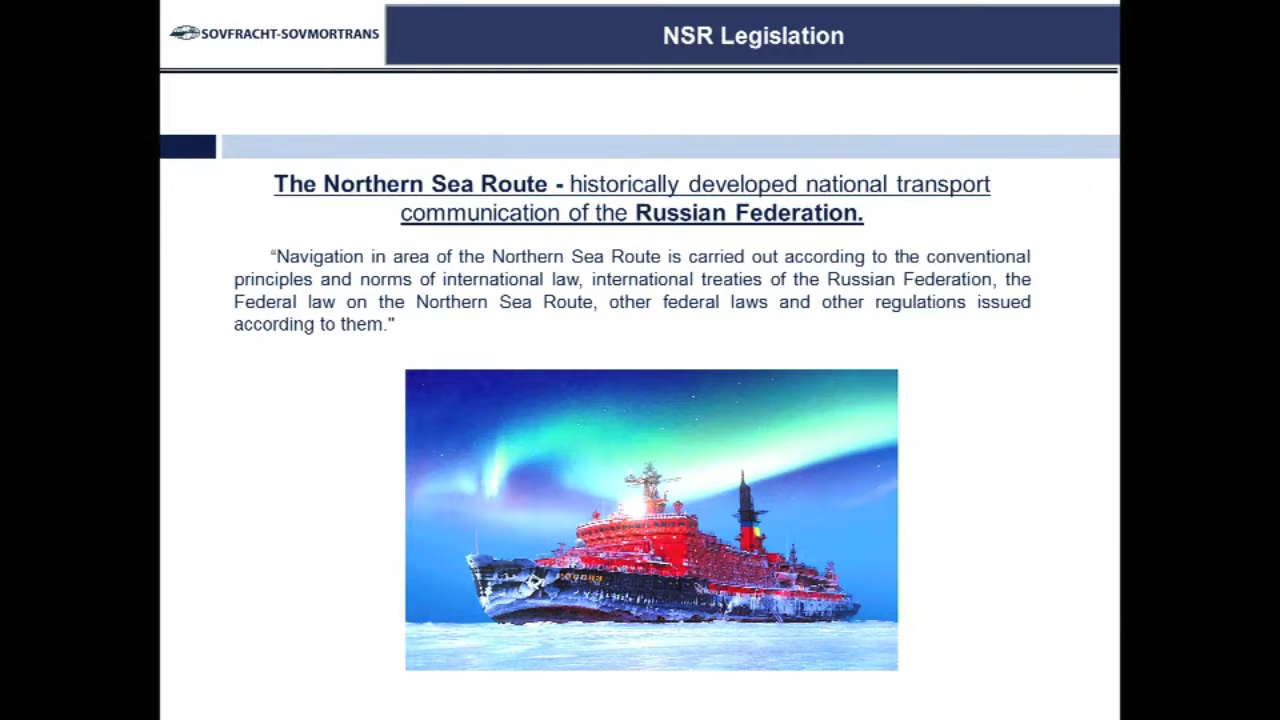 SOVFRACHT-SOVMORTRANS
NSR Legislation
The Northern Sea Route - historically developed national transport
communication of the Russian Federation.
“Navigation in area of the Northern Sea Route is carried out according to the conventional
principles and norms of international law, international treaties of the Russian Federation, the
Federal law on the Northern Sea Route, other federal laws and other regulations issued
according to them."